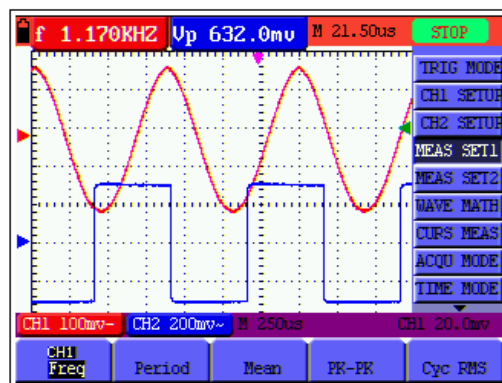 f 1.170KHZ Vp 632.0mv M 21.50us STOP
TRIG MODE
CH1 SETUP
CH2 SETUP
MEAS SET1
MEAS SET2
WAVE MATH
CURS MEAS
ACQU MODE
TIME MODE
CH1 100mv- CH2 200mv~ M 250us CH1 20.0mv
CH1
Freq Period Mean PK-PK Cyc RMS